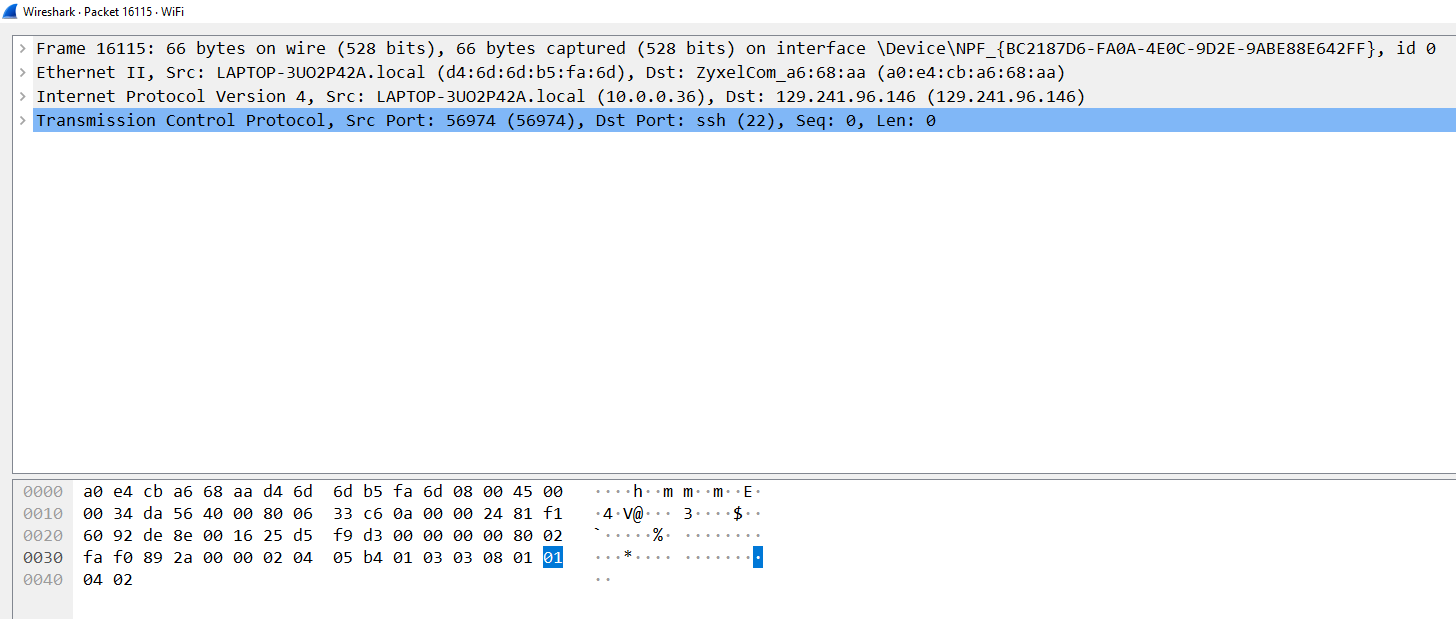 Wireshark · Packet 16115 · WiFi
Frame 16115: 66 bytes on wire (528 bits), 66 bytes captured (528 bits) on interface \Device\NPF_{BC2187D6-FA0A-4E0C-9D2E-9ABE88E642FF}, id 0
Ethernet II, Src: LAPTOP-3UO2P42A.local (d4:6d:6d:b5:fa:6d), Dst: ZyxelCom_a6:68:aa (a0:e4:cb:a6:68:aa)
Internet Protocol Version 4, Src: LAPTOP-3UO2P42A.local (10.0.0.36), Dst: 129.241.96.146 (129.241.96.146)
Transmission Control Protocol, Src Port: 56974 (56974), Dst Port: ssh (22), Seq: 0, Len: 0
0000 a0 e4 cb a6 68 aa d4 6d 6d b5 fa 6d 08 00 45 00 ····h··m m··m··E·
0010 00 34 da 56 40 00 80 06 33 c6 0a 00 00 24 81 f1 ·4·V@··· 3····$··
0020 60 92 de 8e 00 16 25 d5 f9 d3 00 00 00 00 80 02 `·····%· ········
0030 fa f0 89 2a 00 00 02 04 05 b4 01 03 03 08 01 01 ···*···· ········
0040 04 02 ··